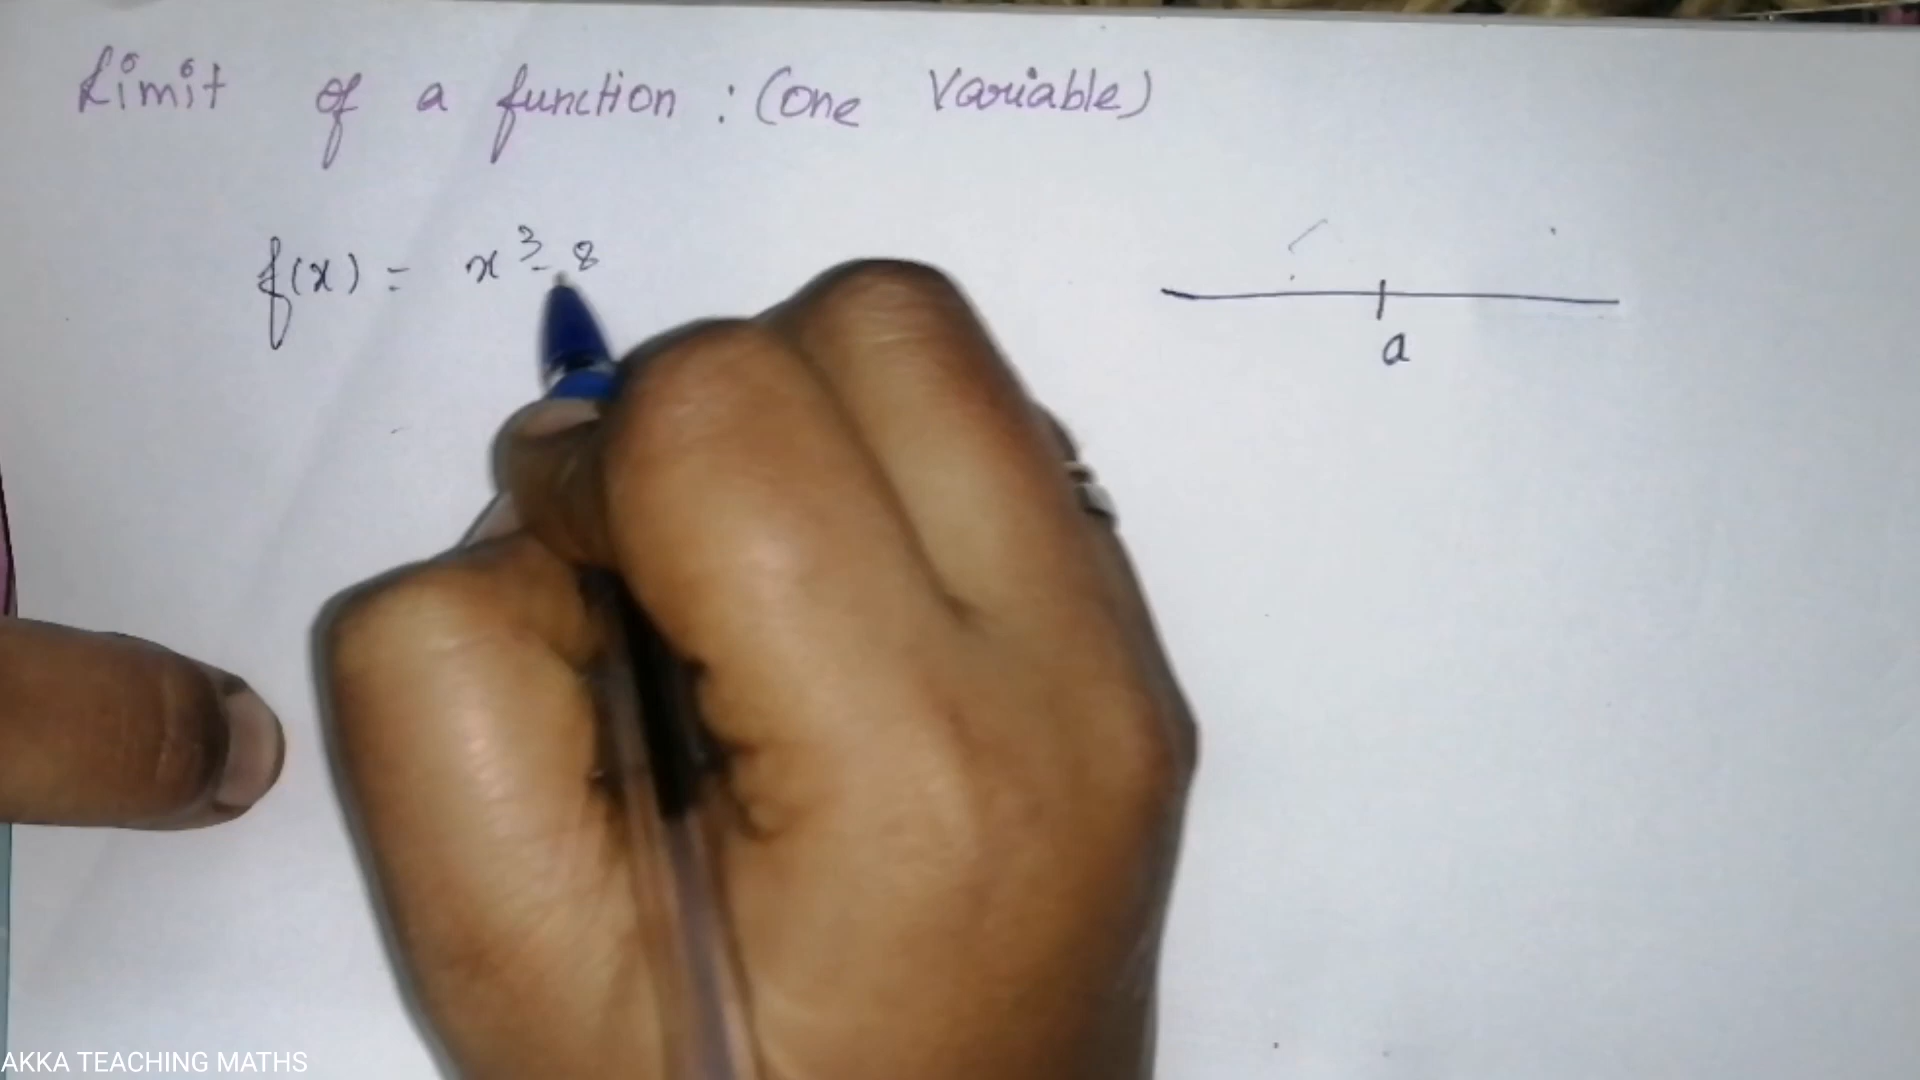 Limit of a function : (one Variable)
f(x) = x³ - 8
a
AKKA TEACHING MATHS